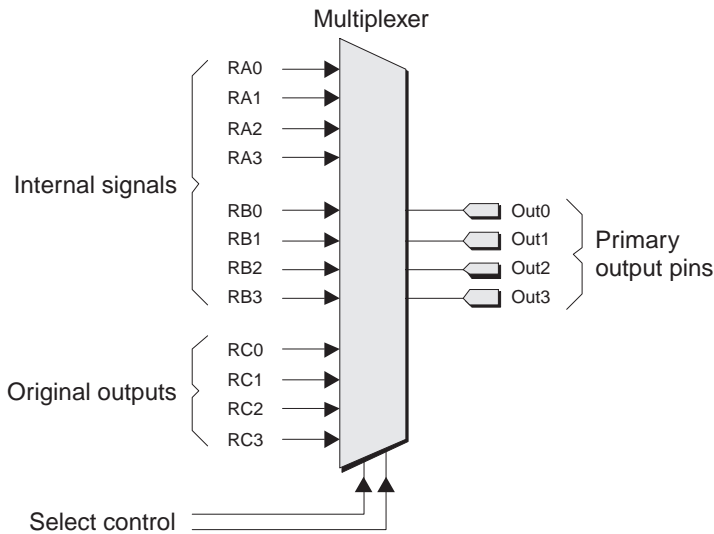 Multiplexer
RA0
RA1
RA2
RA3
Internal signals
RB0
RB1
RB2
RB3
Out0
Out1
Out2
Out3
Primary
output pins
RC0
RC1
RC2
RC3
Original outputs
Select control